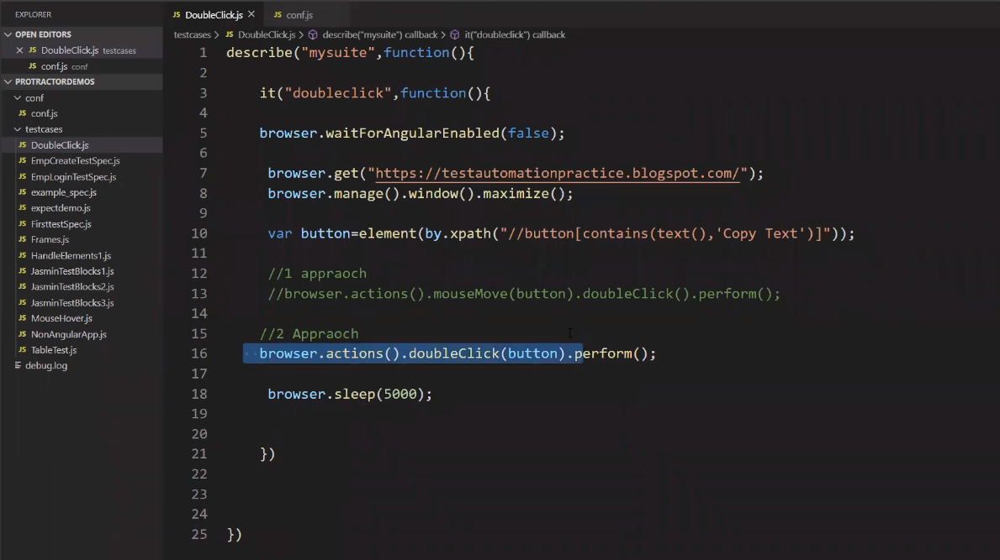 EXPLORER
OPEN EDITORS
JS DoubleClick.js testcases
JS conf.js conf
PROTRACTORDEMOS
conf
JS conf.js
testcases
JS DoubleClick.js
JS EmpCreateTestSpec.js
JS EmpLoginTestSpec.js
JS example_spec.js
JS expectdemo.js
JS FirsttestSpec.js
JS Frames.js
JS HandleElements1.js
JS JasminTestBlocks1.js
JS JasminTestBlocks2.js
JS JasminTestBlocks3.js
JS MouseHover.js
JS NonAngularApp.js
JS TableTest.js
debug.log
JS DoubleClick.js
JS conf.js
testcases > JS DoubleClick.js > describe("mysuite") callback > it("doubleclick") callback
1 describe("mysuite",function(){
2
3 it("doubleclick",function(){
4
5 browser.waitForAngularEnabled(false);
6
7 browser.get("https://testautomationpractice.blogspot.com/");
8 browser.manage().window().maximize();
9
10 var button=element(by.xpath("//button[contains(text(),'Copy Text')]"));
11
12 //1 appraoch
13 //browser.actions().mouseMove(button).doubleClick().perform();
14
15 //2 Appraoch
16 browser.actions().doubleClick(button).perform();
17
18 browser.sleep(5000);
19
20
21 })
22
23
24
25 })